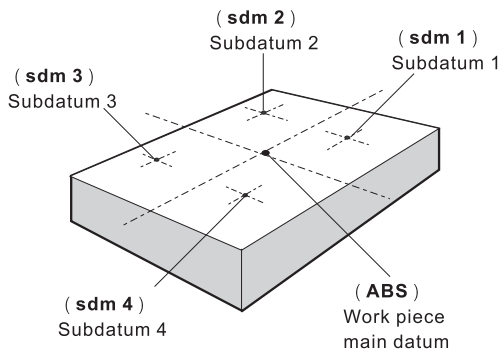 ( sdm 2 )
Subdatum 2
( sdm 1 )
Subdatum 1
( sdm 3 )
Subdatum 3
( sdm 4 )
Subdatum 4
( ABS )
Work piece
main datum